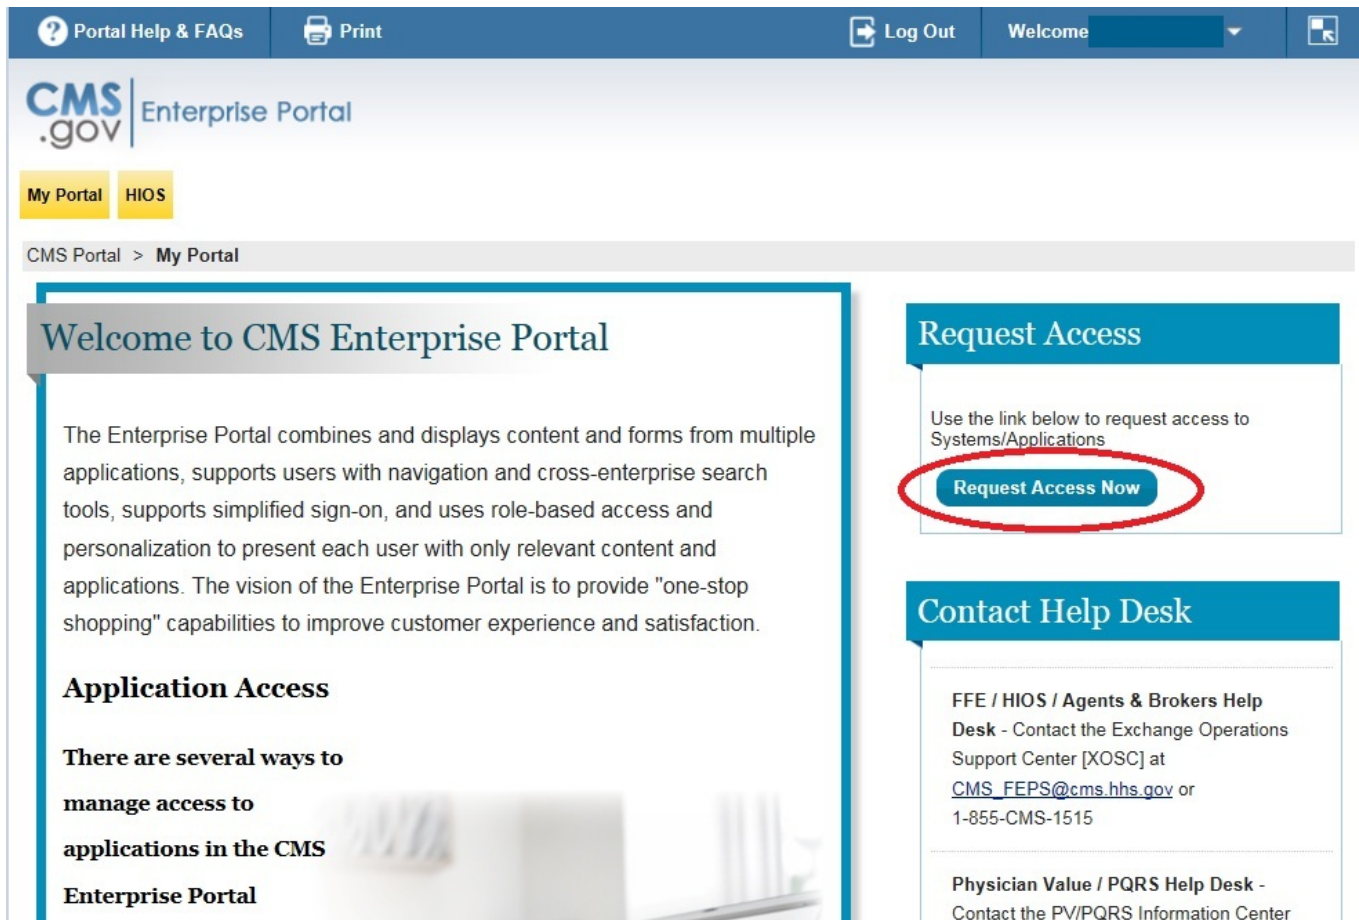 Portal Help & FAQs
Print
Log Out
Welcome
CMS
.gov
Enterprise Portal
My Portal
HIOS
CMS Portal > My Portal
Welcome to CMS Enterprise Portal
The Enterprise Portal combines and displays content and forms from multiple
applications, supports users with navigation and cross-enterprise search
tools, supports simplified sign-on, and uses role-based access and
personalization to present each user with only relevant content and
applications. The vision of the Enterprise Portal is to provide "one-stop
shopping" capabilities to improve customer experience and satisfaction.
Application Access
There are several ways to
manage access to
applications in the CMS
Enterprise Portal
Request Access
Use the link below to request access to
Systems/Applications
Request Access Now
Contact Help Desk
FFE / HIOS / Agents & Brokers Help
Desk - Contact the Exchange Operations
Support Center [XOSC] at
CMS_FEPS@cms.hhs.gov or
1-855-CMS-1515
Physician Value / PQRS Help Desk -
Contact the PV/PQRS Information Center